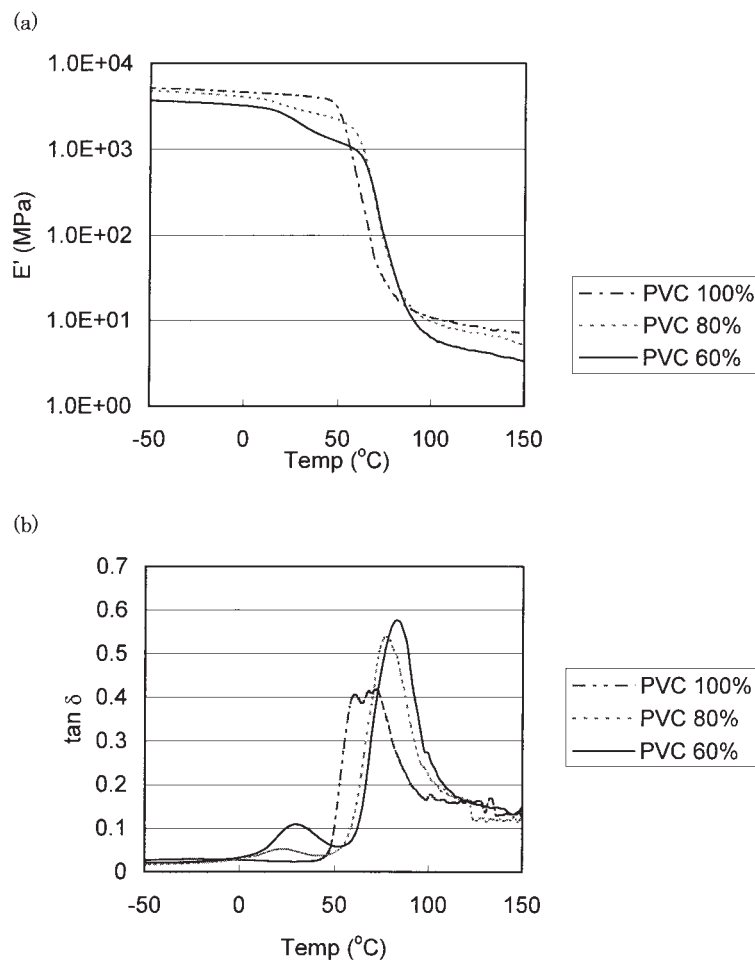 (a)
1.0E+04
1.0E+03
1.0E+02
1.0E+01
1.0E+00
E' (MPa)
-50 0 50 100 150
Temp (°C)
PVC 100%
PVC 80%
PVC 60%
(b)
0.7
0.6
0.5
0.4
0.3
0.2
0.1
0
tan δ
-50 0 50 100 150
Temp (°C)
PVC 100%
PVC 80%
PVC 60%